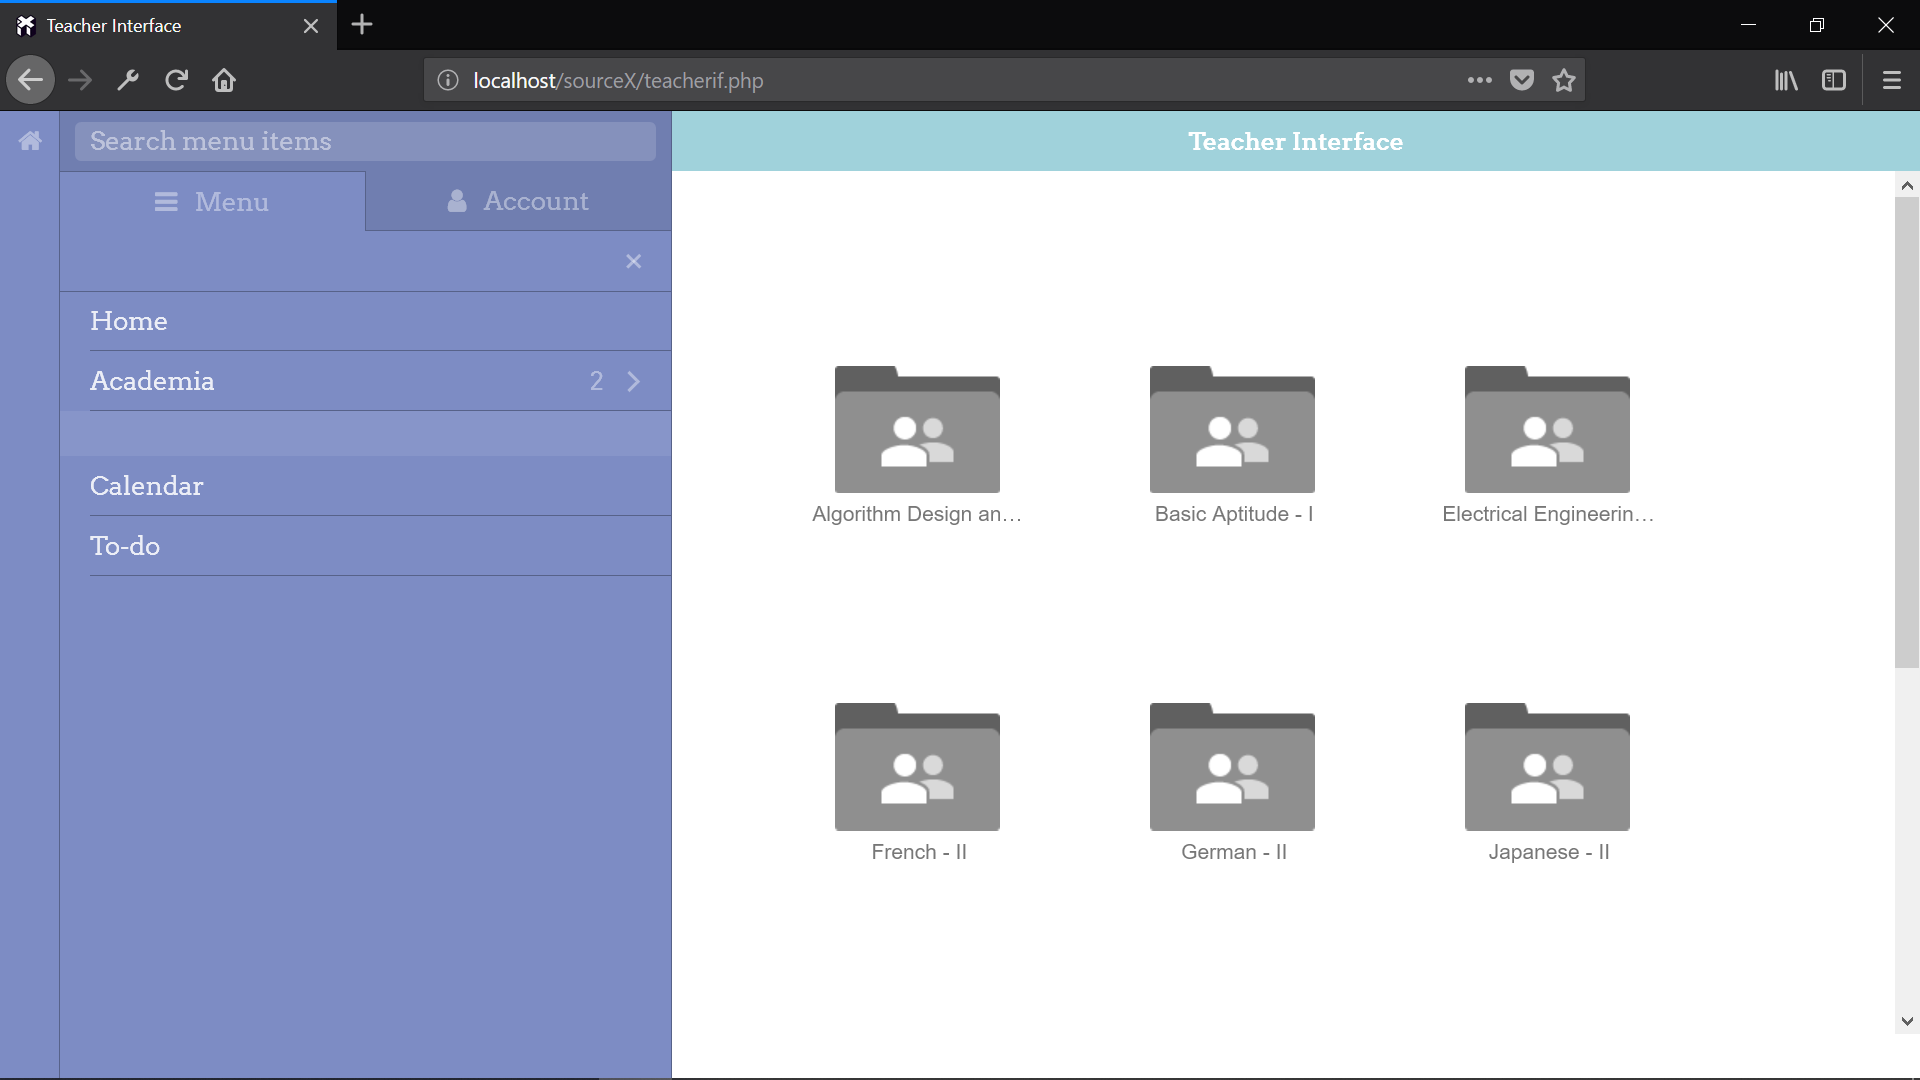 Teacher Interface
localhost/sourceX/teacherif.php
Search menu items
Teacher Interface
Menu
Account
Home
Academia 2
Calendar
To-do
Algorithm Design an...
Basic Aptitude - I
Electrical Engineerin...
French - II
German - II
Japanese - II